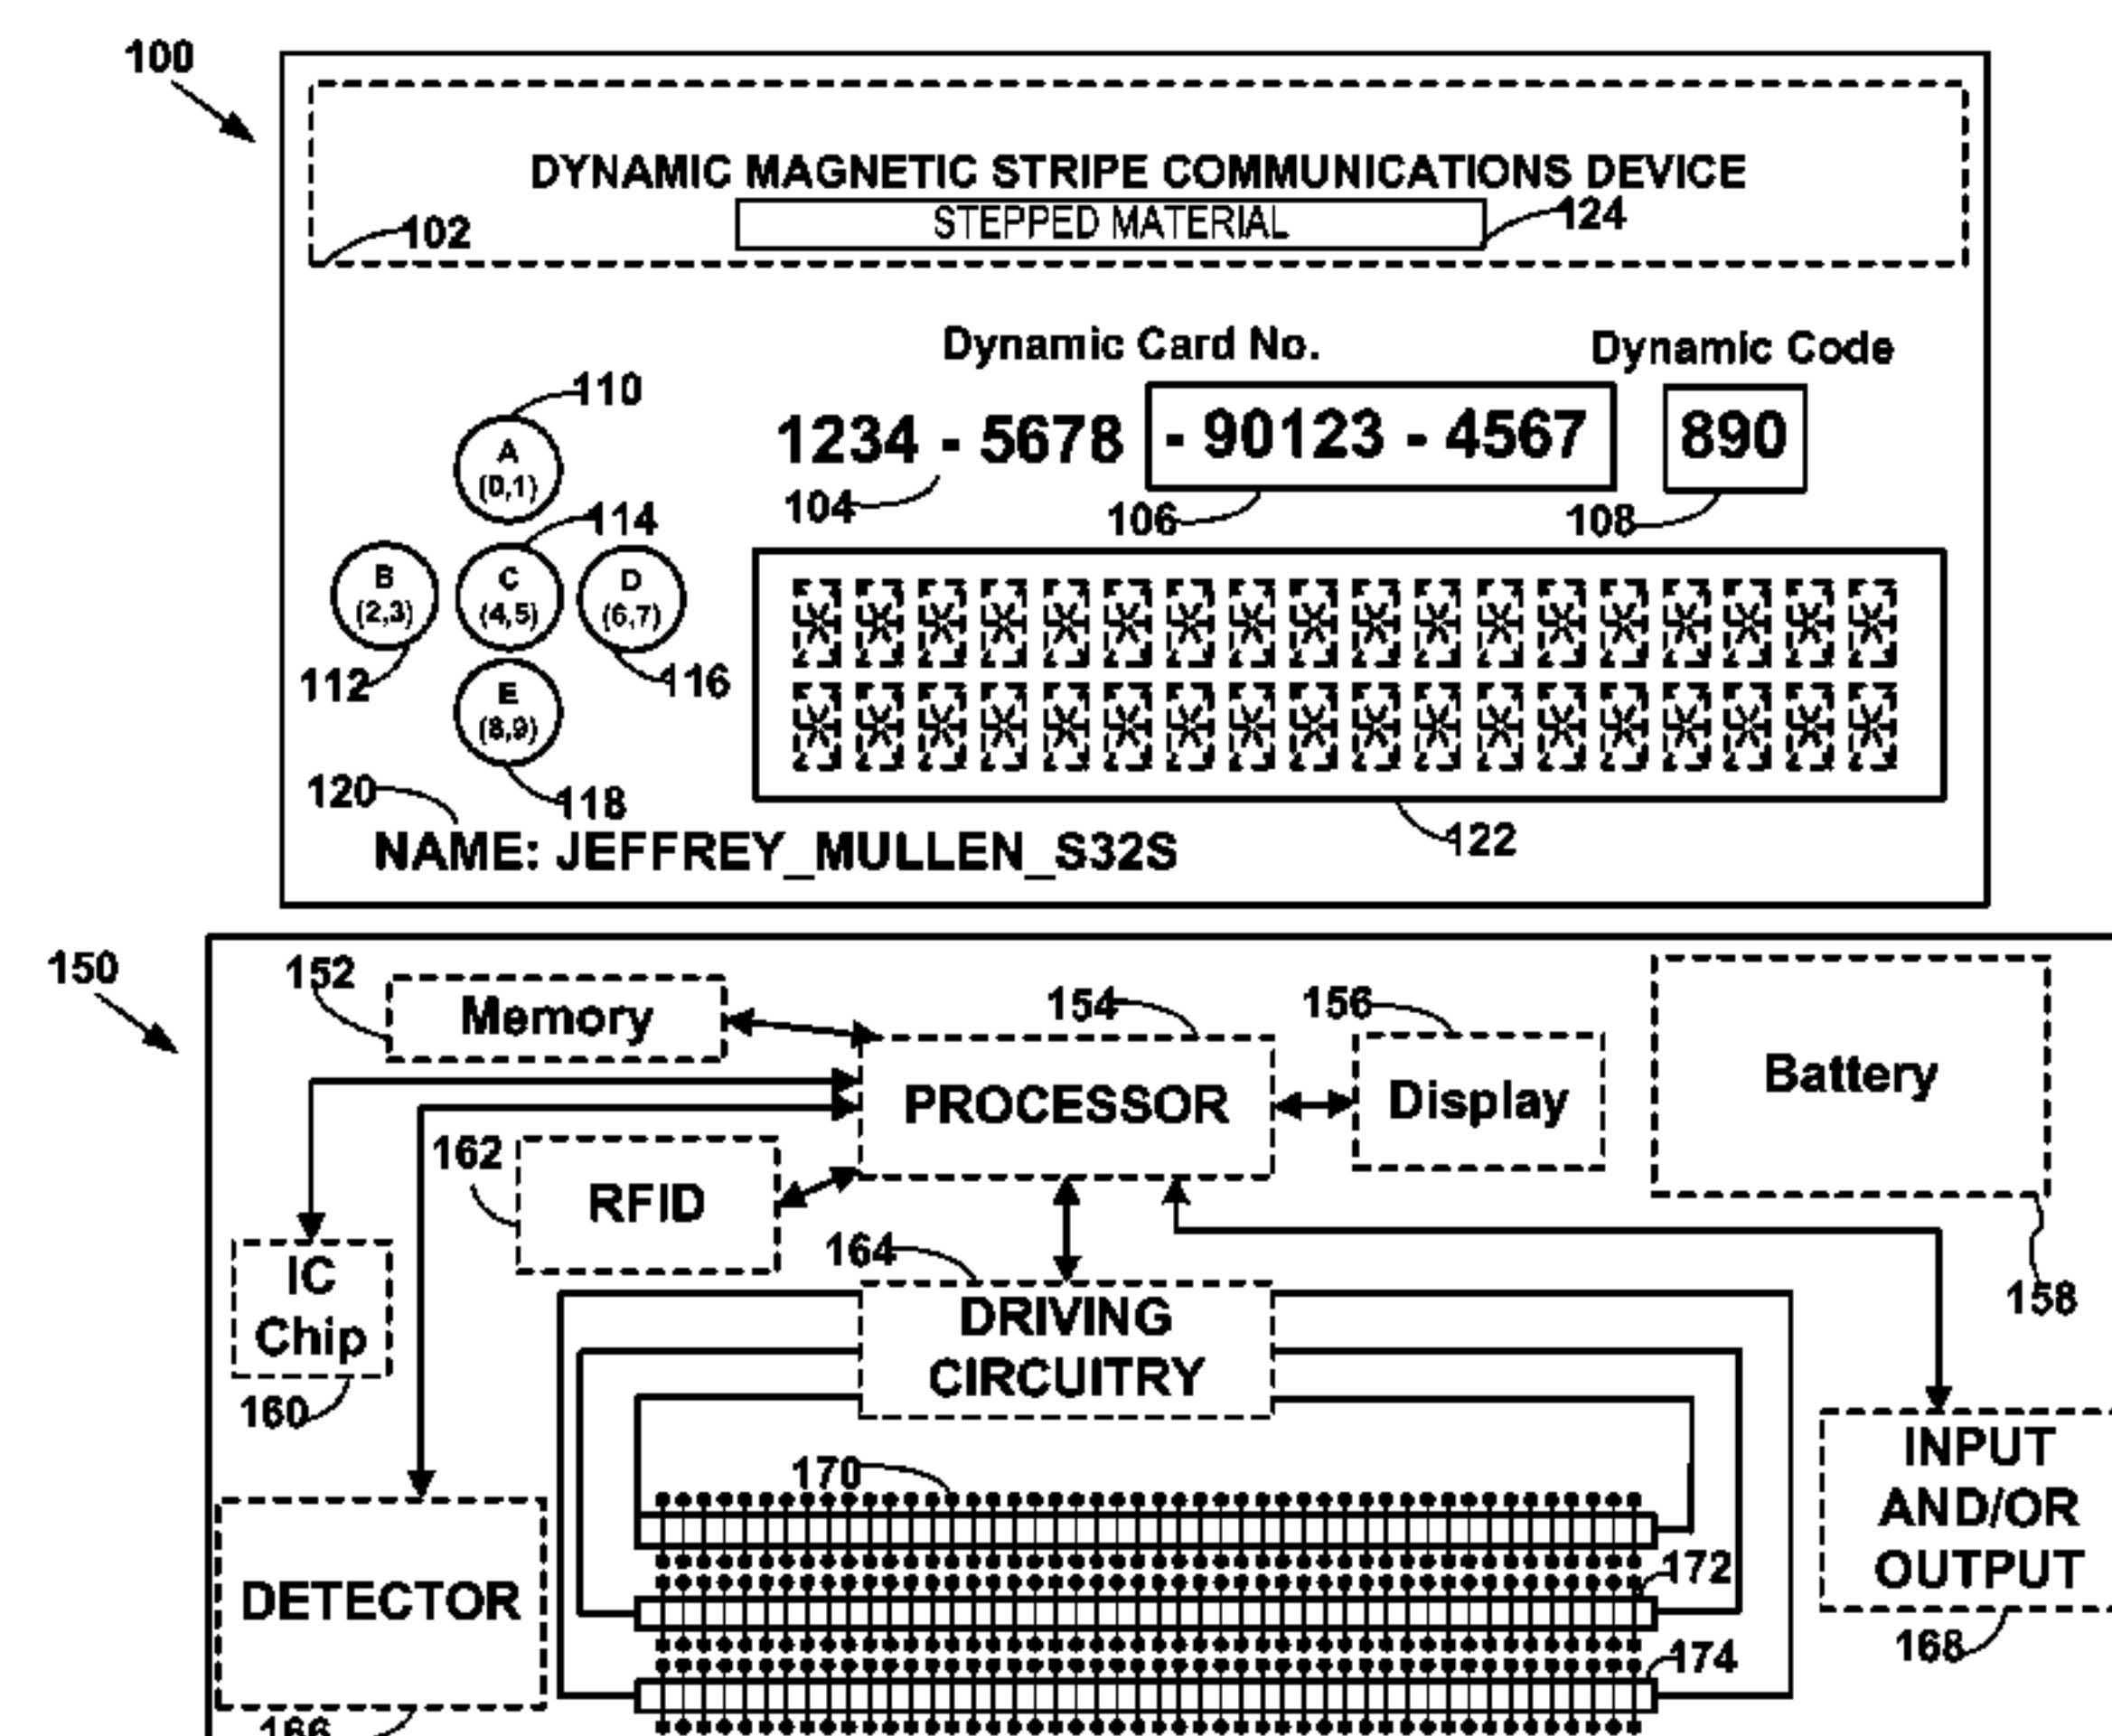 100
DYNAMIC MAGNETIC STRIPE COMMUNICATIONS DEVICE
STEPPED MATERIAL
124
102
Dynamic Card No.
Dynamic Code
110
A
(0,1)
1234 - 5678 - 90123 - 4567
890
104
106
108
114
B
(2,3)
C
(4,5)
D
(6,7)
112
116
E
(8,9)
120
118
122
NAME: JEFFREY_MULLEN_S32S
150
152
Memory
154
156
Battery
PROCESSOR
Display
162
RFID
164
158
IC
Chip
DRIVING
CIRCUITRY
160
170
INPUT
AND/OR
OUTPUT
DETECTOR
172
168
174
166